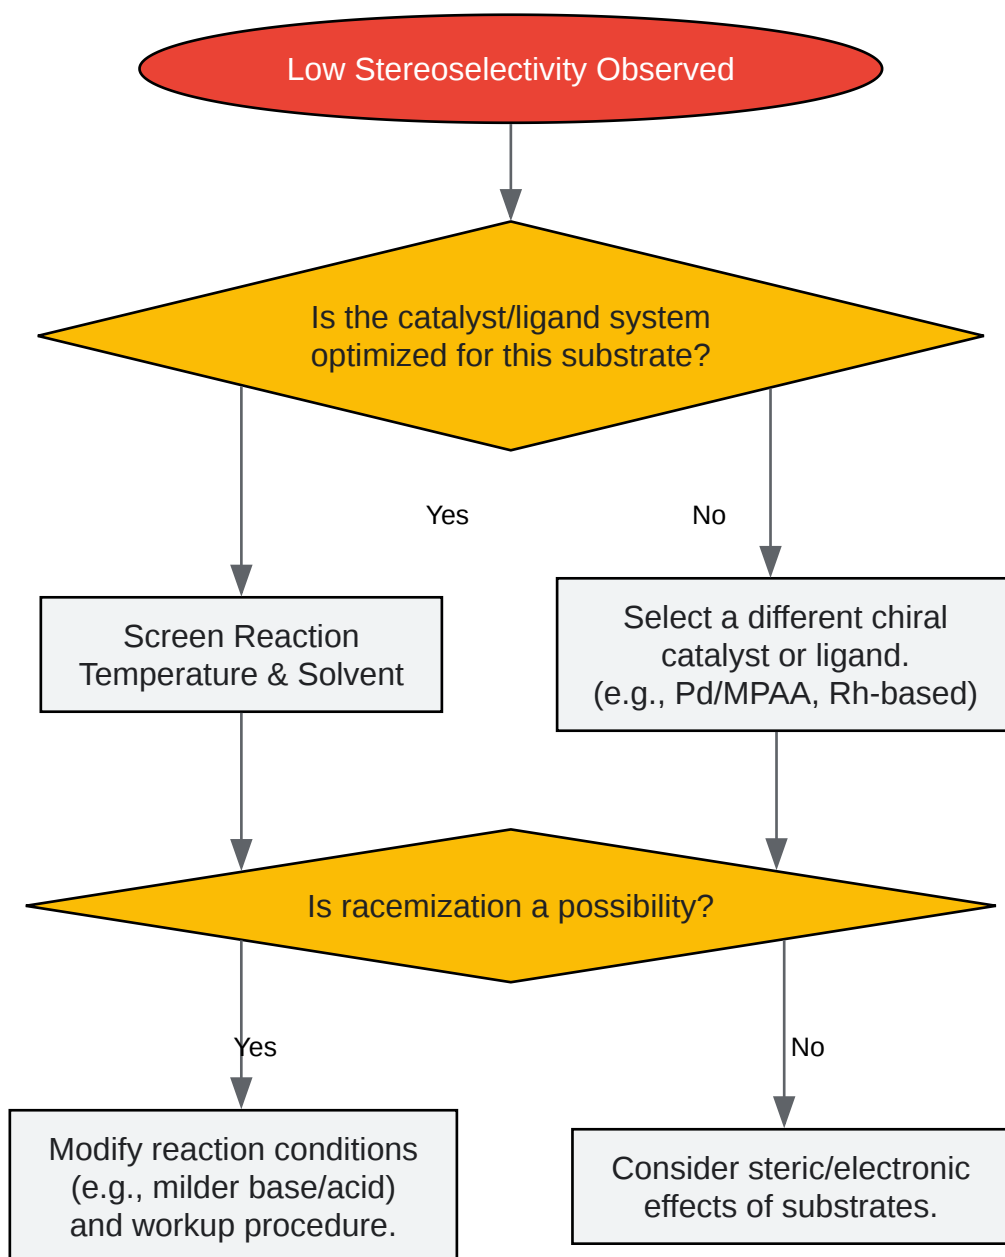 Low Stereoselectivity Observed
Is the catalyst/ligand system
optimized for this substrate?
Yes
No
Screen Reaction
Temperature & Solvent
Select a different chiral
catalyst or ligand.
(e.g., Pd/MPAA, Rh-based)
Is racemization a possibility?
Yes
No
Modify reaction conditions
(e.g., milder base/acid)
and workup procedure.
Consider steric/electronic
effects of substrates.